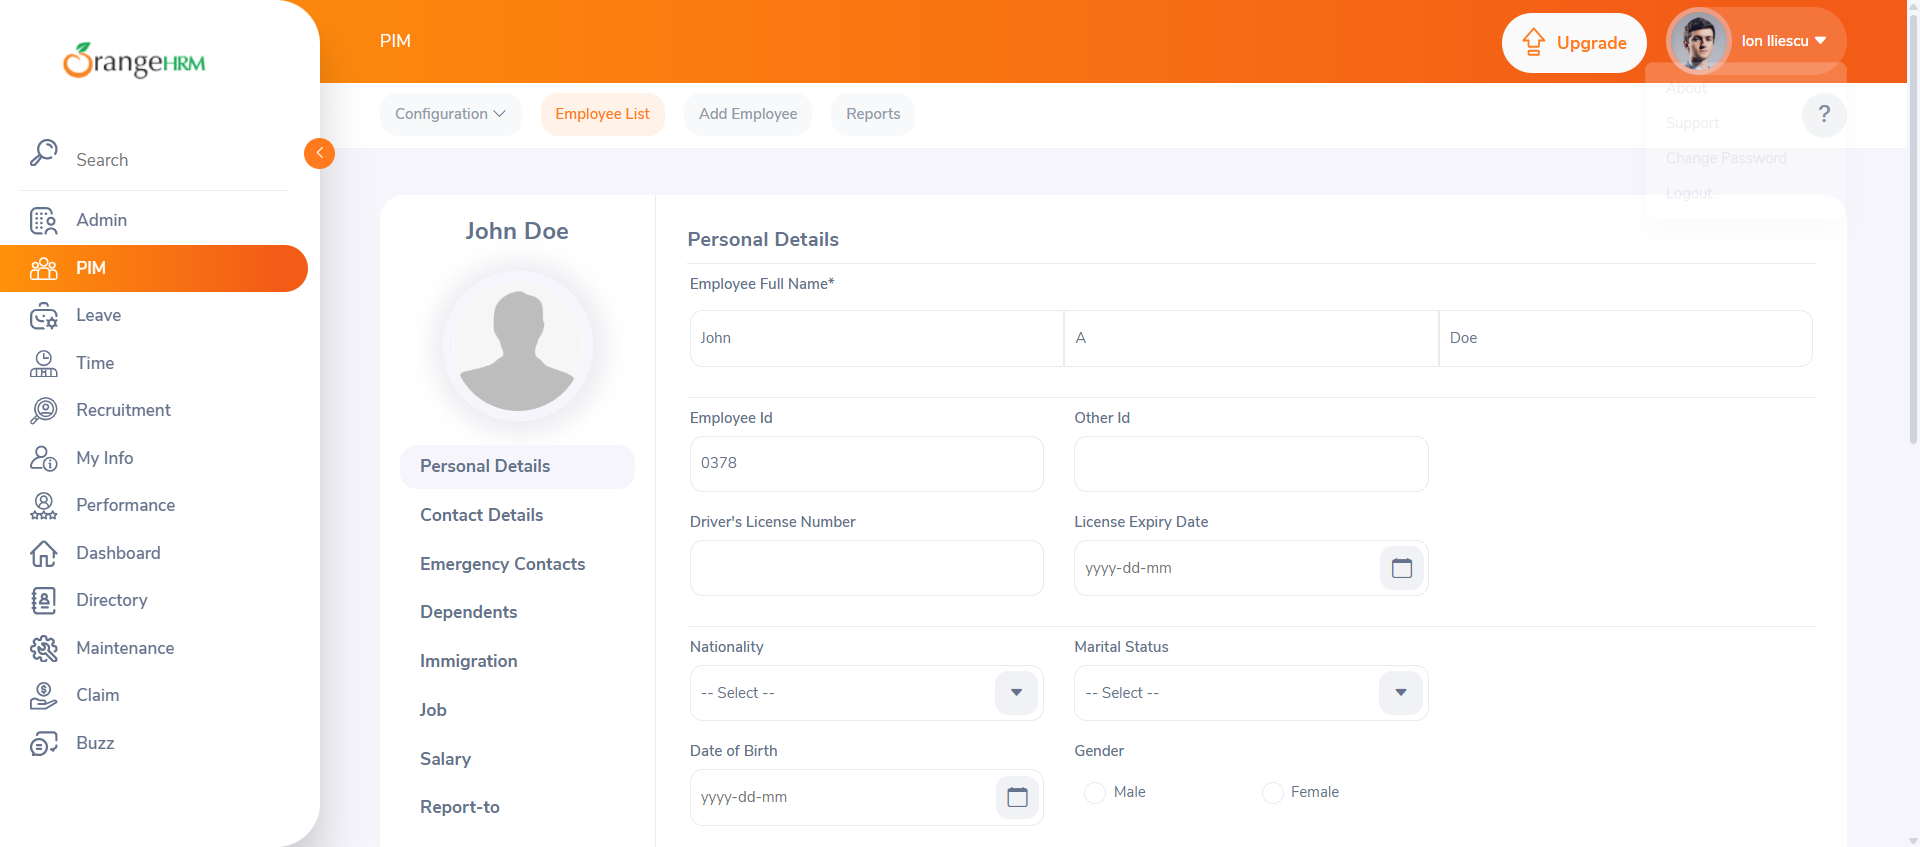 OrangeHRM
PIM
Upgrade
Ion Iliescu
Configuration
Employee List
Add Employee
Reports
?
About
Support
Change Password
Logout
Search
Admin
PIM
Leave
Time
Recruitment
My Info
Performance
Dashboard
Directory
Maintenance
Claim
Buzz
John Doe
Personal Details
Contact Details
Emergency Contacts
Dependents
Immigration
Job
Salary
Report-to
Personal Details
Employee Full Name*
John A Doe
Employee Id Other Id
0378
Driver's License Number License Expiry Date
yyyy-dd-mm
Nationality Marital Status
-- Select -- -- Select --
Date of Birth Gender
yyyy-dd-mm Male Female